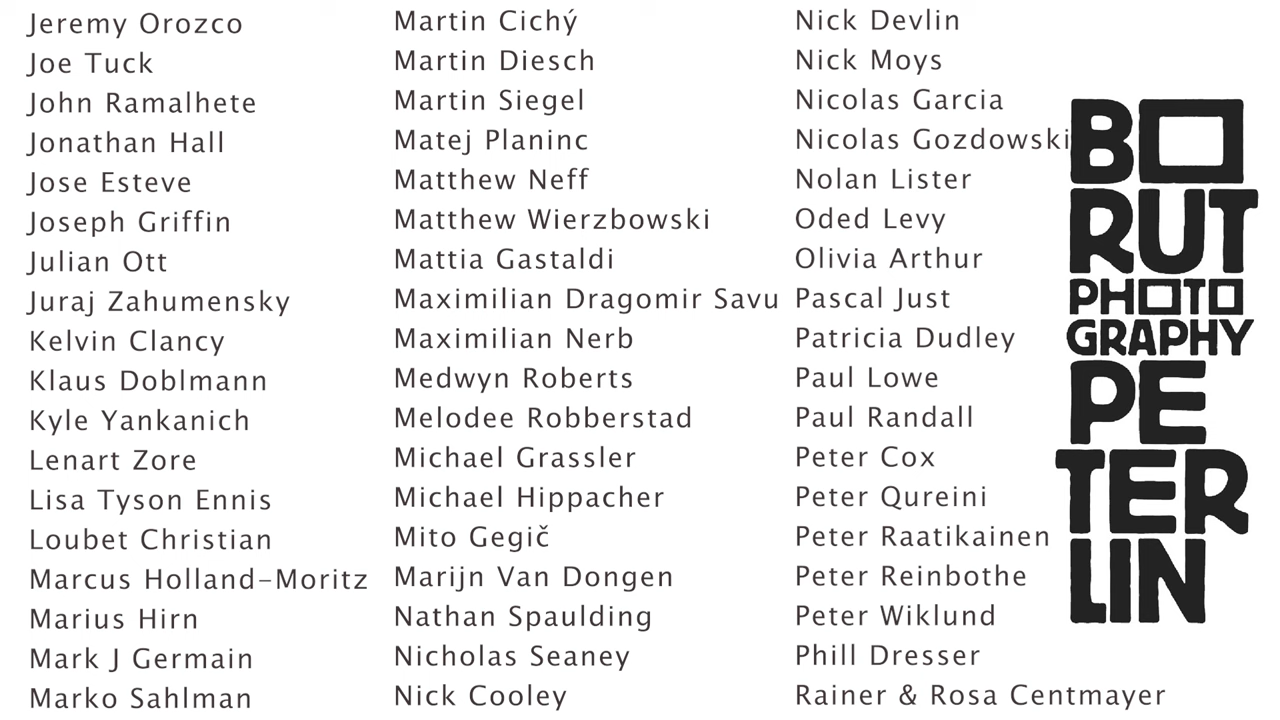 Jeremy Orozco
Joe Tuck
John Ramalhete
Jonathan Hall
Jose Esteve
Joseph Griffin
Julian Ott
Juraj Zahumensky
Kelvin Clancy
Klaus Doblmann
Kyle Yankanich
Lenart Zore
Lisa Tyson Ennis
Loubet Christian
Marcus Holland-Moritz
Marius Hirn
Mark J Germain
Marko Sahlman
Martin Cichý
Martin Diesch
Martin Siegel
Matej Planinc
Matthew Neff
Matthew Wierzbowski
Mattia Gastaldi
Maximilian Dragomir Savu
Maximilian Nerb
Medwyn Roberts
Melodee Robberstad
Michael Grassler
Michael Hippacher
Mito Gegič
Marijn Van Dongen
Nathan Spaulding
Nicholas Seaney
Nick Cooley
Nick Devlin
Nick Moys
Nicolas Garcia
Nicolas Gozdowski
Nolan Lister
Oded Levy
Olivia Arthur
Pascal Just
Patricia Dudley
Paul Lowe
Paul Randall
Peter Cox
Peter Qureini
Peter Raatikainen
Peter Reinbothe
Peter Wiklund
Phill Dresser
Rainer & Rosa Centmayer
BO
RUT
PHOTO
GRAPHY
PE
TER
LIN